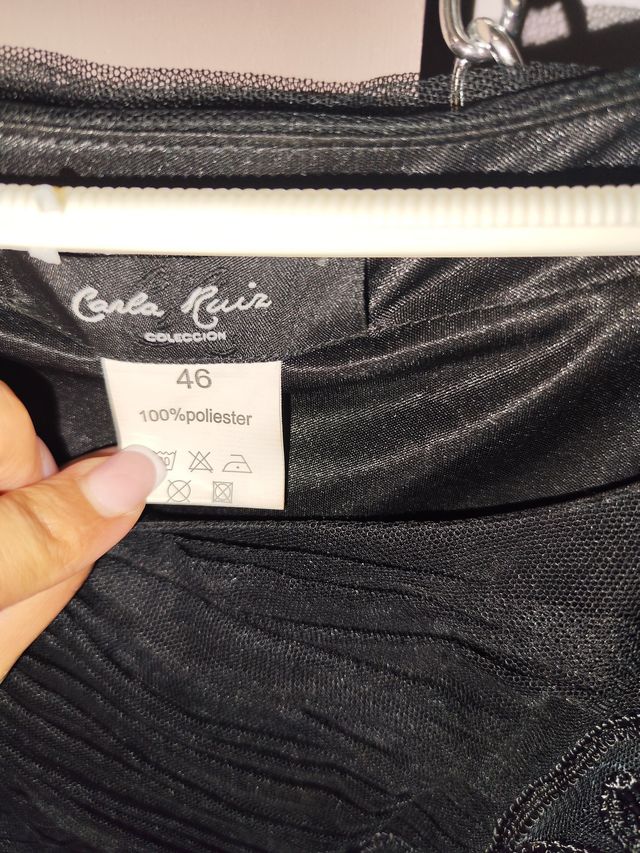 Carla Ruiz
COLECCION
46
100%poliester